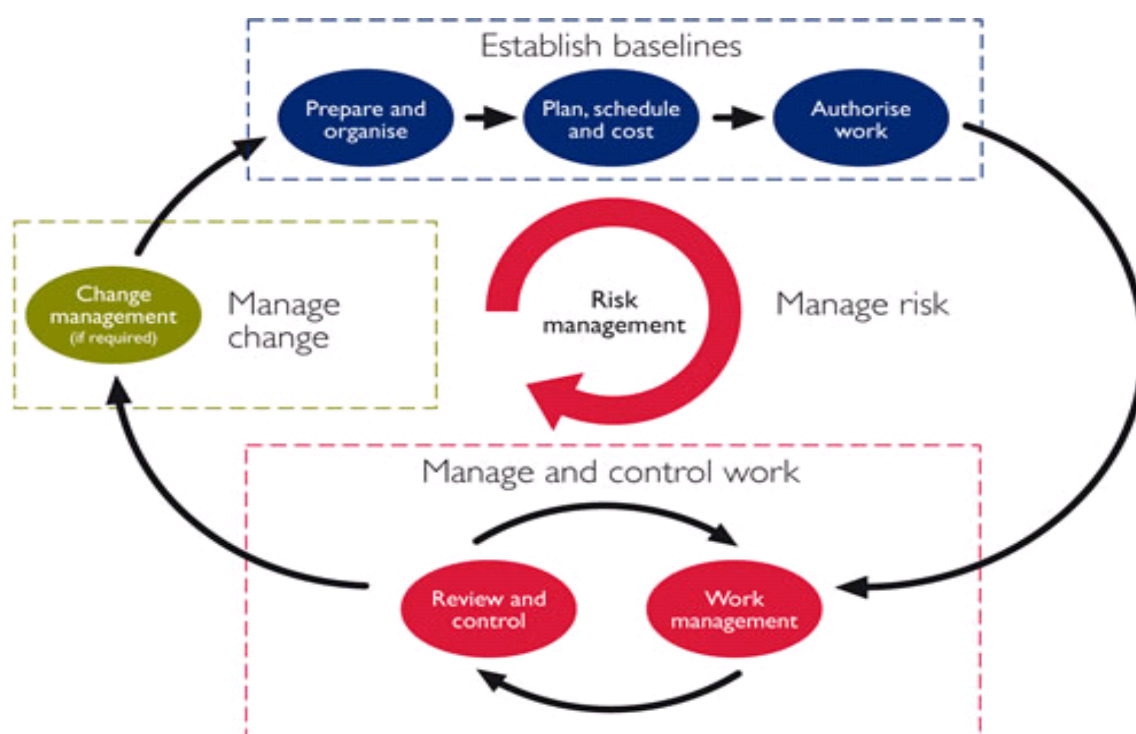 Establish baselines
Prepare and
organise
Plan, schedule
and cost
Authorise
work
Change
management
(if required)
Manage
change
Risk
management
Manage risk
Manage and control work
Review and
control
Work
management